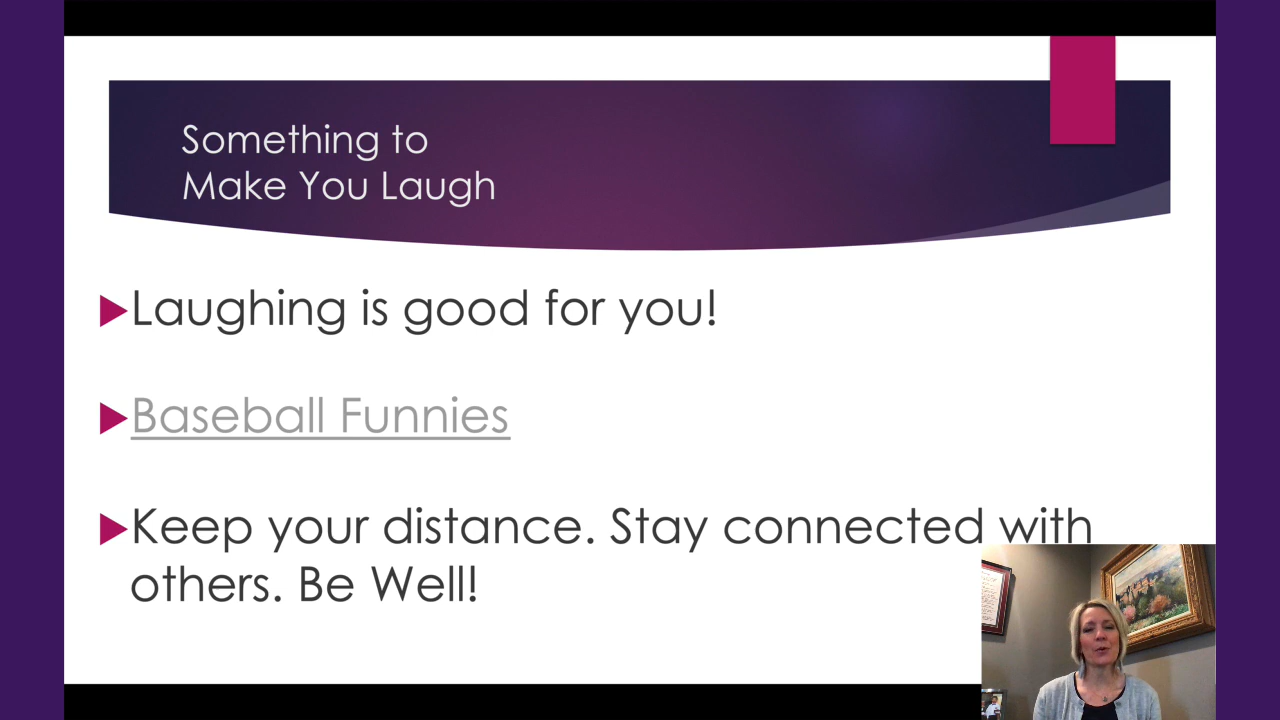 Something to
Make You Laugh
Laughing is good for you!
Baseball Funnies
Keep your distance. Stay connected with
others. Be Well!